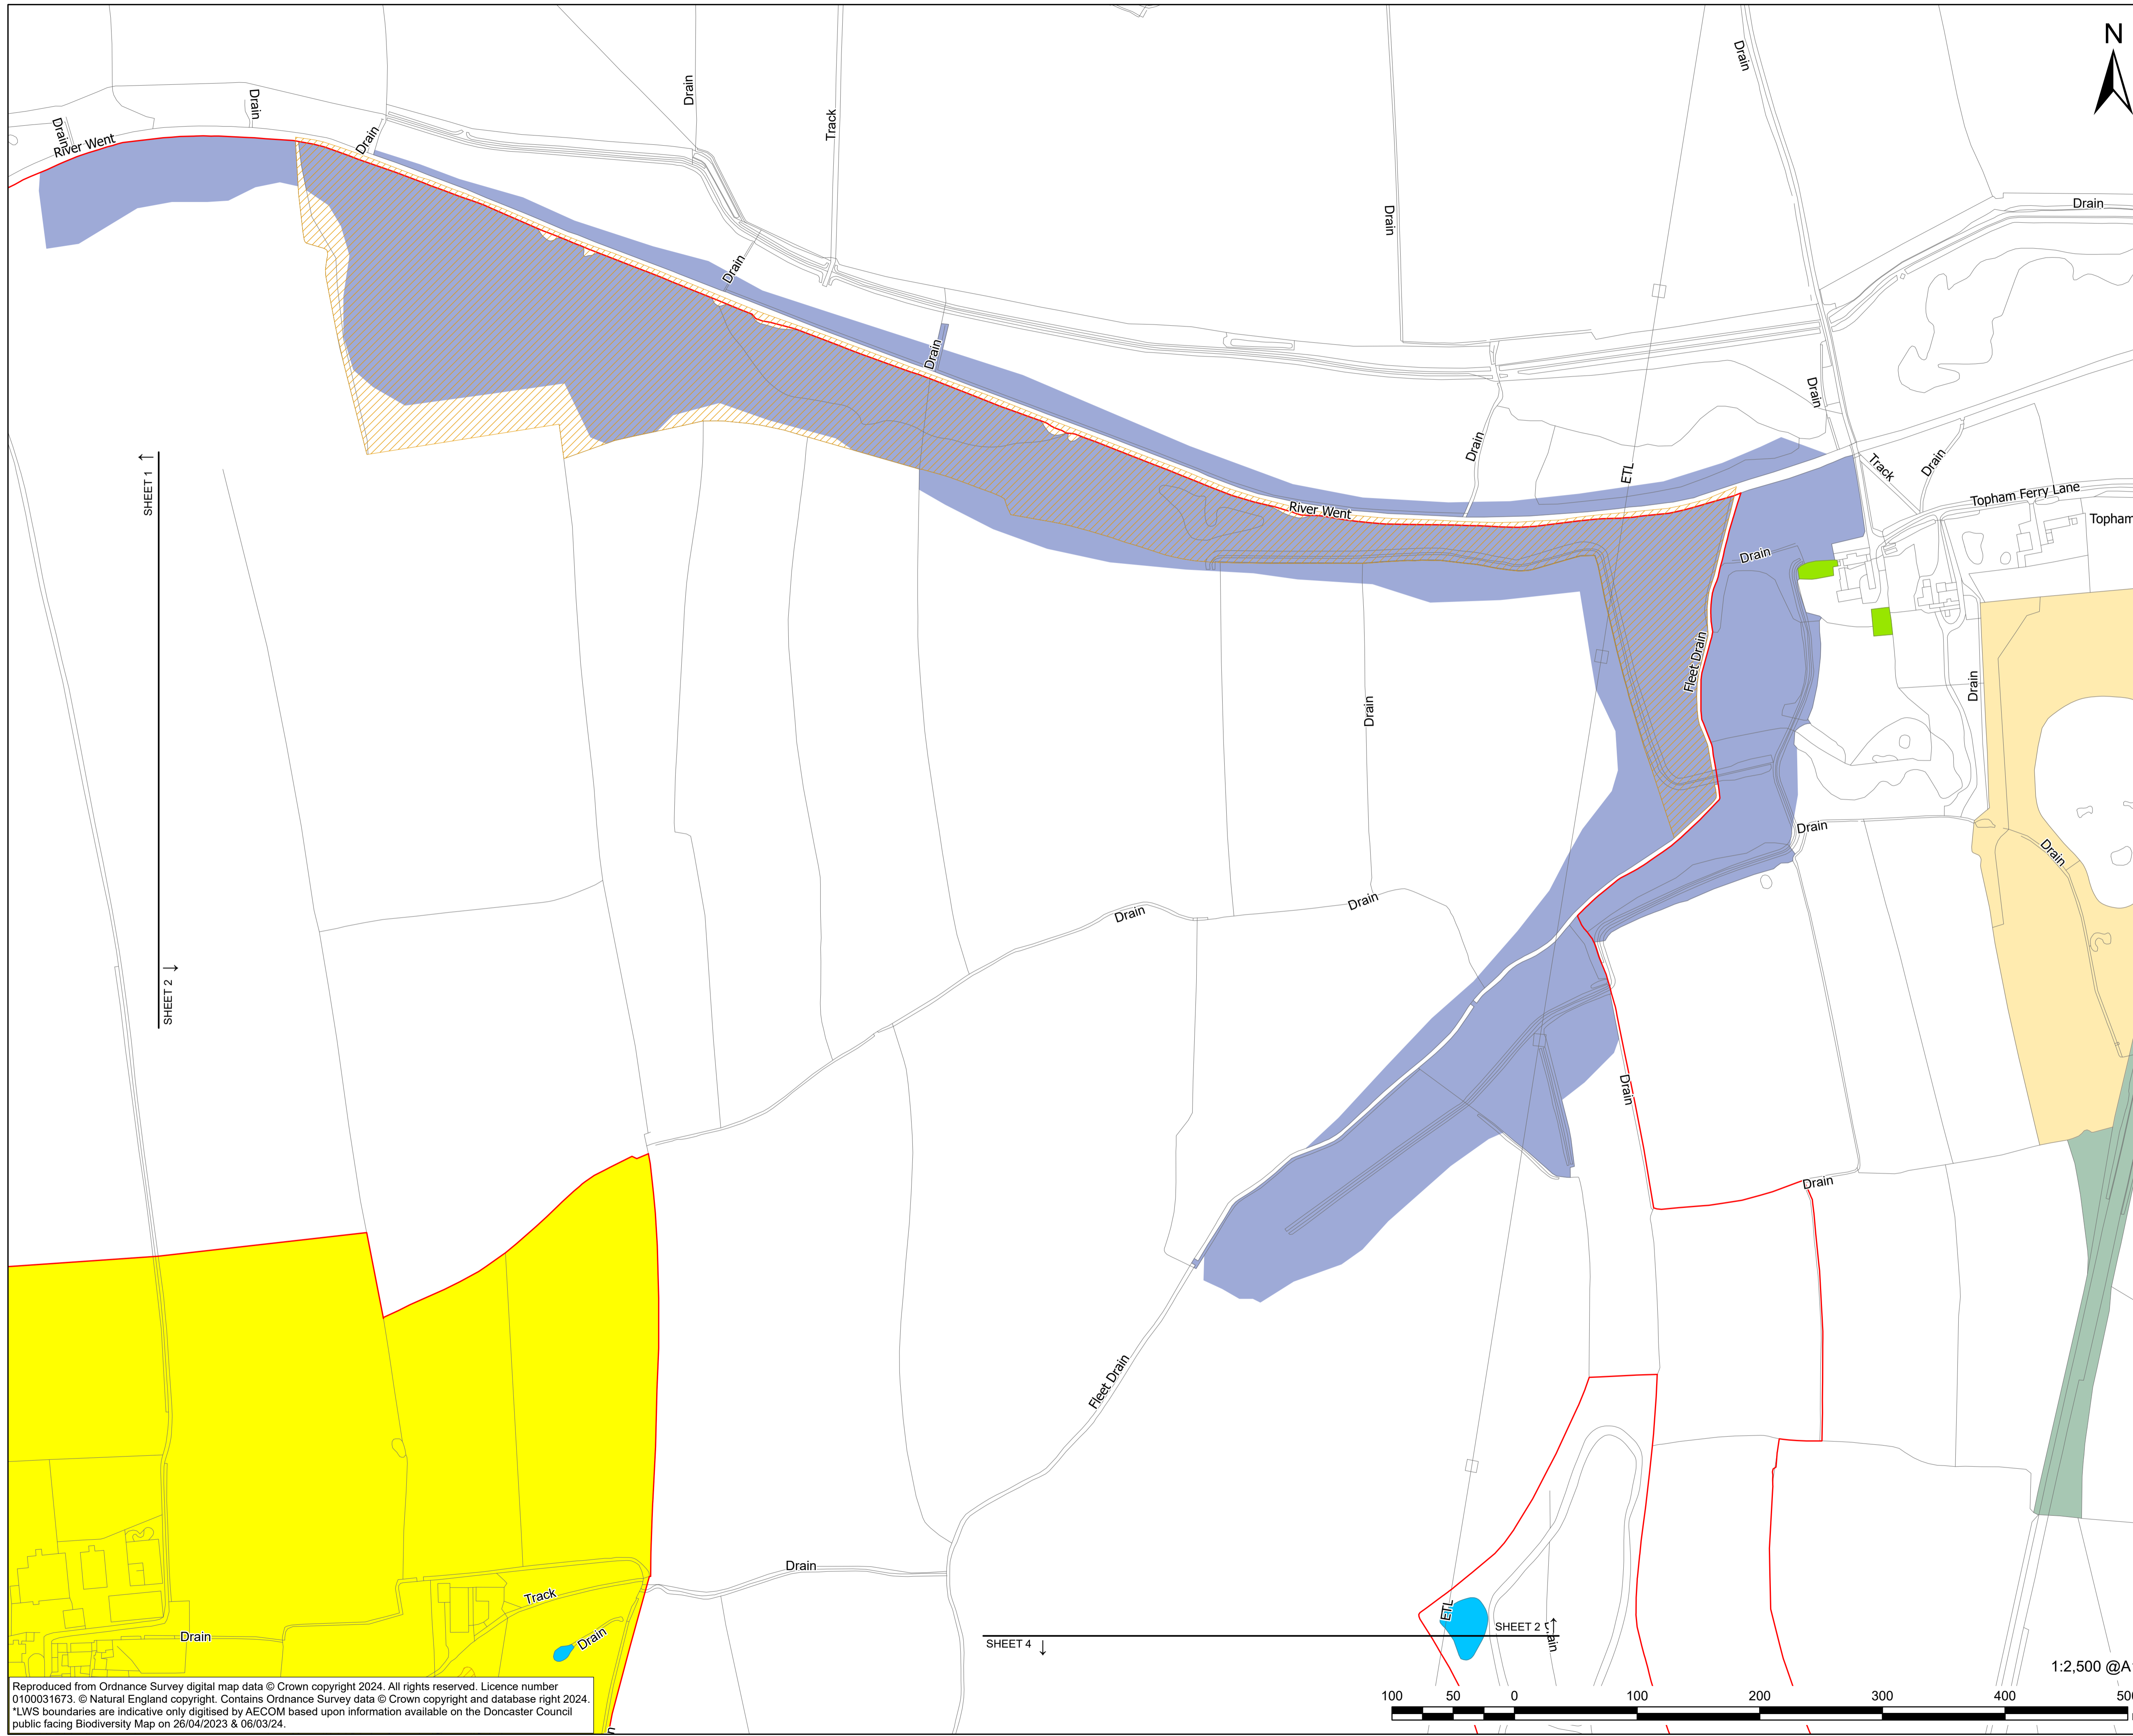 N
Drain
Drain
Drain
Drain
Drain
River Went
Drain
Track
Drain
Drain
Drain
Drain
Drain
Drain
Drain
ETL
Track
Drain
Topham Ferry Lane
Topham
SHEET 1 ←
River Went
Drain
Fleet Drain
Drain
Drain
Drain
Drain
Drain
Drain
SHEET 2 →
Drain
Drain
Fleet Drain
Drain
Track
Drain
Drain
ETL
SHEET 2 ↑
SHEET 4 ↓
1:2,500 @A
Reproduced from Ordnance Survey digital map data © Crown copyright 2024. All rights reserved. Licence number
0100031673. © Natural England copyright. Contains Ordnance Survey data © Crown copyright and database right 2024.
*LWS boundaries are indicative only digitised by AECOM based upon information available on the Doncaster Council
public facing Biodiversity Map on 26/04/2023 & 06/03/24.
100 50 0 100 200 300 400